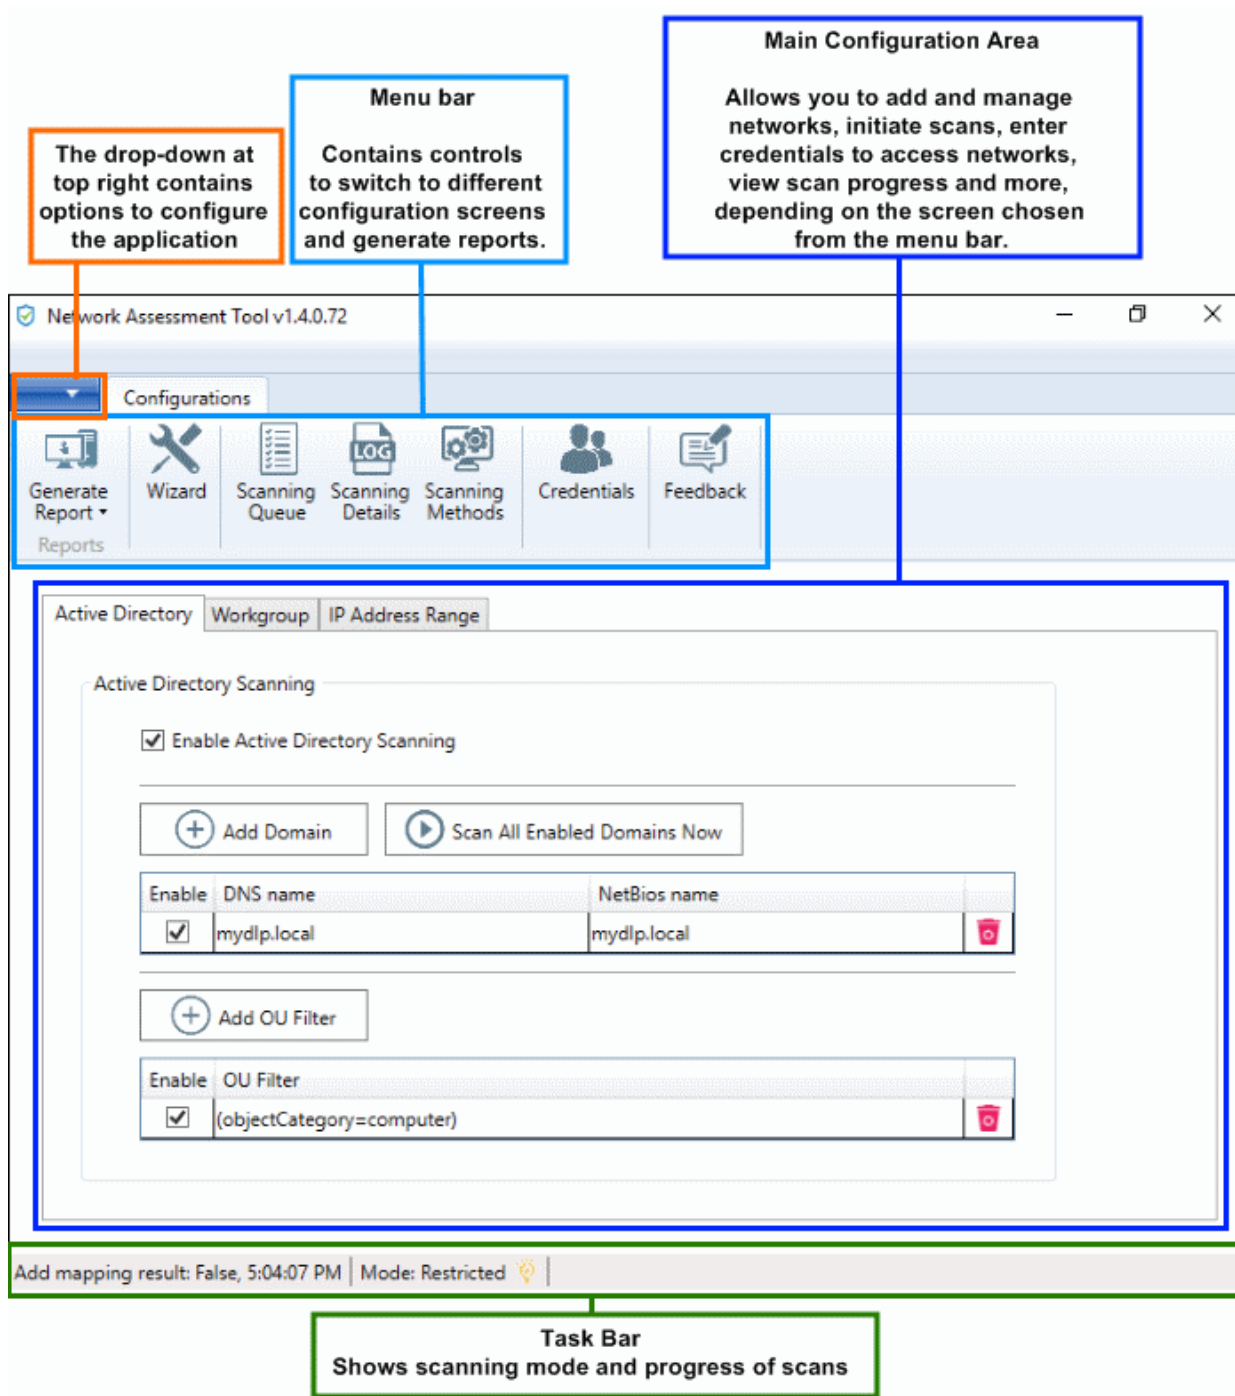 Main Configuration Area
Allows you to add and manage
networks, initiate scans, enter
credentials to access networks,
view scan progress and more,
depending on the screen chosen
from the menu bar.
Menu bar
Contains controls
to switch to different
configuration screens
and generate reports.
The drop-down at
top right contains
options to configure
the application
Network Assessment Tool v1.4.0.72
Configurations
Generate
Report
Wizard
Scanning
Queue
Scanning
Details
LOG
Scanning
Methods
Credentials
Feedback
Reports
Active Directory
Workgroup
IP Address Range
Active Directory Scanning
Enable Active Directory Scanning
Add Domain
Scan All Enabled Domains Now
Enable DNS name NetBios name
mydlp.local mydlp.local
Add OU Filter
Enable OU Filter
(objectCategory=computer)
Add mapping result: False, 5:04:07 PM Mode: Restricted
Task Bar
Shows scanning mode and progress of scans